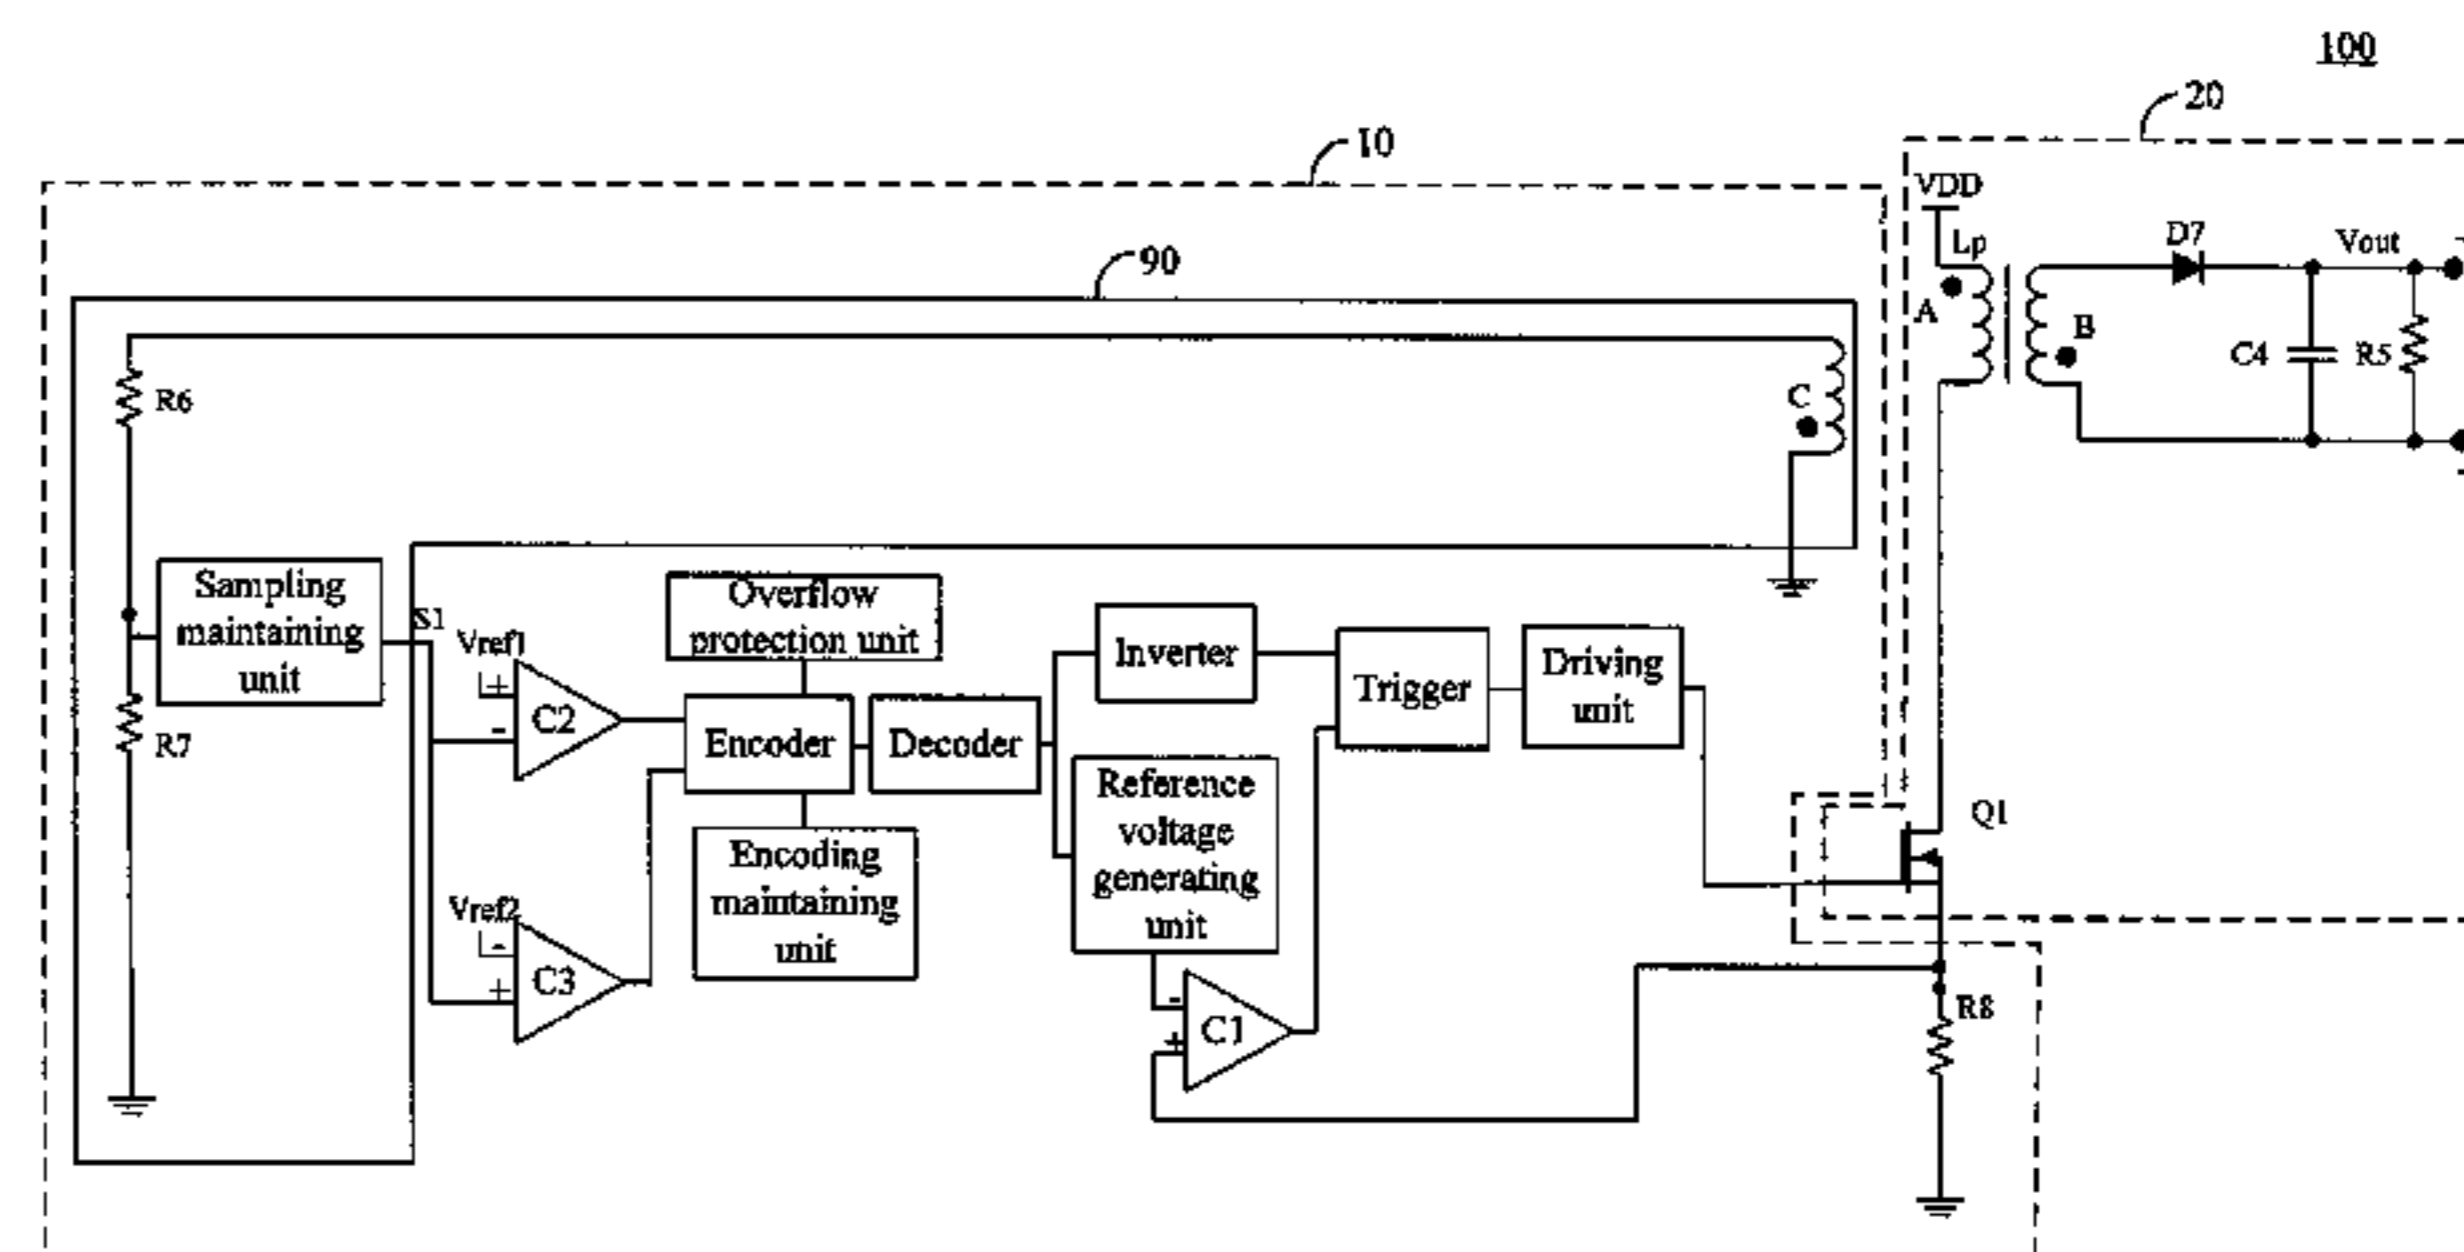 100
20
10
VDD
Lp
D7
Vout
90
A
B
C4
R5
R6
C
Sampling
maintaining
unit
S1
Overflow
protection unit
Vref1
+
-
C2
Inverter
Trigger
Driving
unit
R7
Encoder
Decoder
Reference
voltage
generating
unit
Q1
Encoding
maintaining
unit
Vref2
-
+
C3
-
+
C1
R8